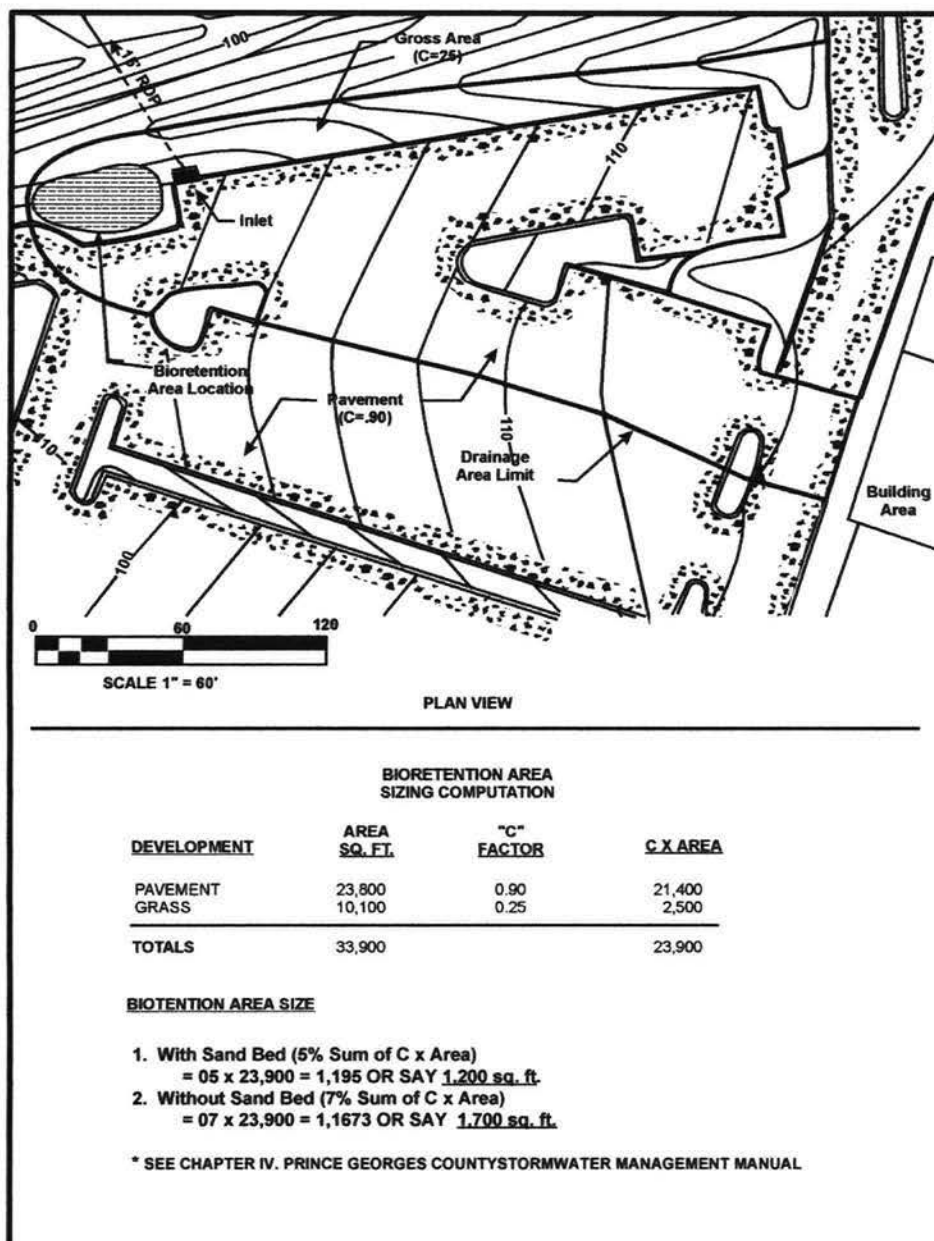 100
Gross Area
(C=25)
15" RDP
110
Inlet
Bioretention
Area Location
Pavement
(C=.90)
110
Drainage
Area Limit
110
Building
Area
100
0 60 120
SCALE 1" = 60'
PLAN VIEW
BIORETENTION AREA
SIZING COMPUTATION
DEVELOPMENT AREA SQ. FT. "C" FACTOR C X AREA
PAVEMENT 23,800 0.90 21,400
GRASS 10,100 0.25 2,500
TOTALS 33,900 23,900
BIOTENTION AREA SIZE
1. With Sand Bed (5% Sum of C x Area)
= 05 x 23,900 = 1,195 OR SAY 1.200 sq. ft.
2. Without Sand Bed (7% Sum of C x Area)
= 07 x 23,900 = 1,1673 OR SAY 1.700 sq. ft.
* SEE CHAPTER IV. PRINCE GEORGES COUNTYSTORMWATER MANAGEMENT MANUAL